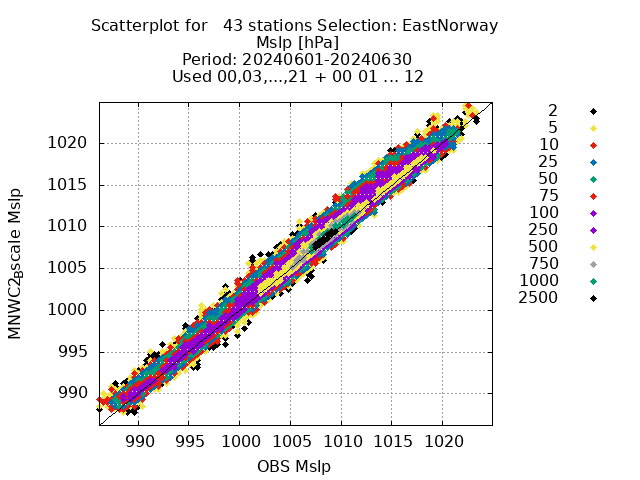 Scatterplot for   43 stations Selection: EastNorway
Mslp [hPa]
Period: 20240601-20240630
Used 00,03,...,21 + 00 01 ... 12
MNWC2.5scale Mslp
1020
1015
1010
1005
1000
995
990
990 995 1000 1005 1010 1015 1020
OBS Mslp
2
5
10
25
50
75
100
250
500
750
1000
2500